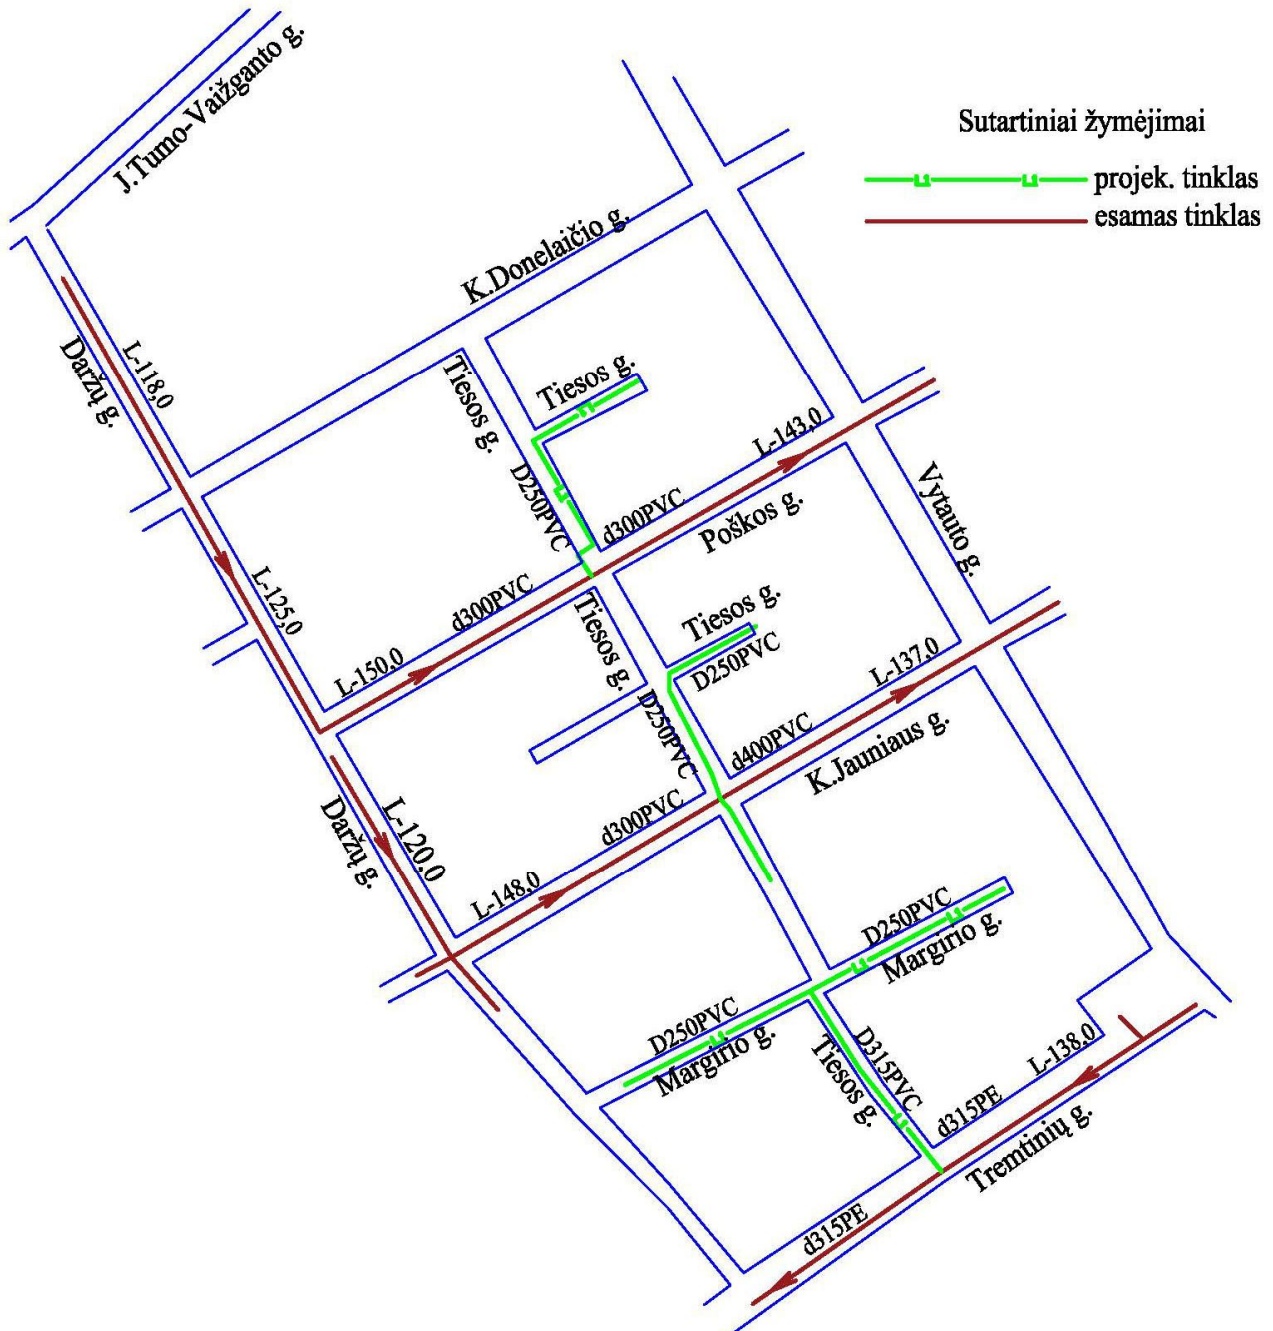 J.Tumo-Vaižganto g.
Sutartiniai žymėjimai
projek. tinklas
esamas tinklas
K.Donelaičio g.
Daržų g.
L-118,0
Tiesos g.
Tiesos g.
L-143,0
D250PVC
d300PVC
Poškos g.
Vytauto g.
L-125,0
d300PVC
L-150,0
Tiesos g.
Tiesos g.
D250PVC
L-137,0
D250PVC
d400PVC
K.Jauniaus g.
Daržų g.
L-120,0
d300PVC
L-148,0
D250PVC
Margirio g.
D250PVC
Margirio g.
D315PVC
Tiesos g.
L-138,0
d315PE
Tremtinių g.
d315PE